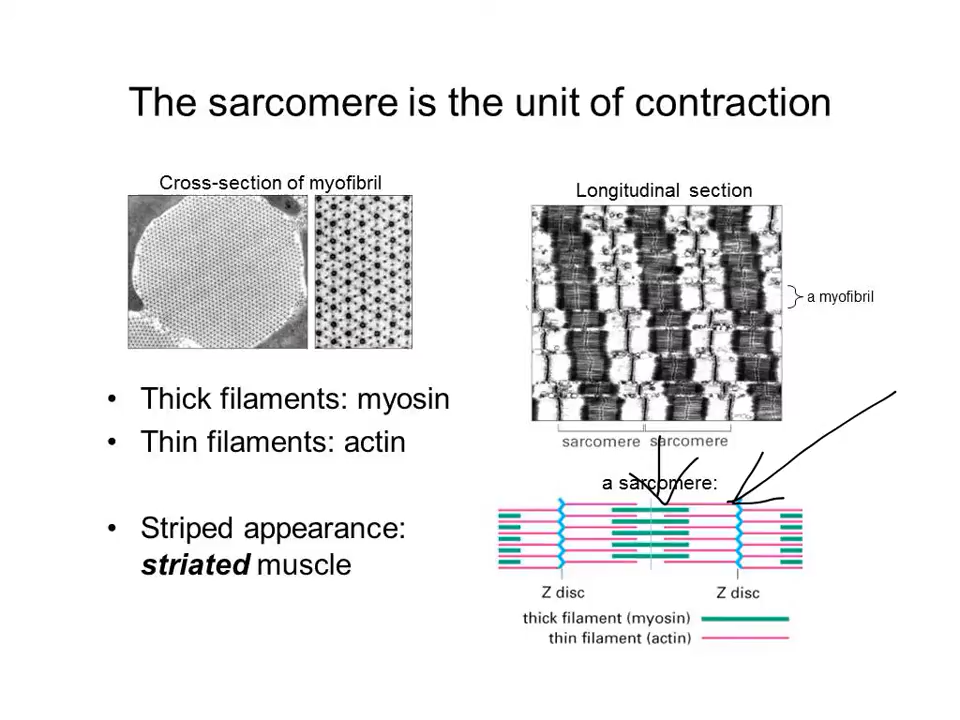 The sarcomere is the unit of contraction
Cross-section of myofibril
Longitudinal section
a myofibril
• Thick filaments: myosin
• Thin filaments: actin
• Striped appearance:
striated muscle
sarcomere sarcomere
a sarcomere:
Z disc Z disc
thick filament (myosin)
thin filament (actin)